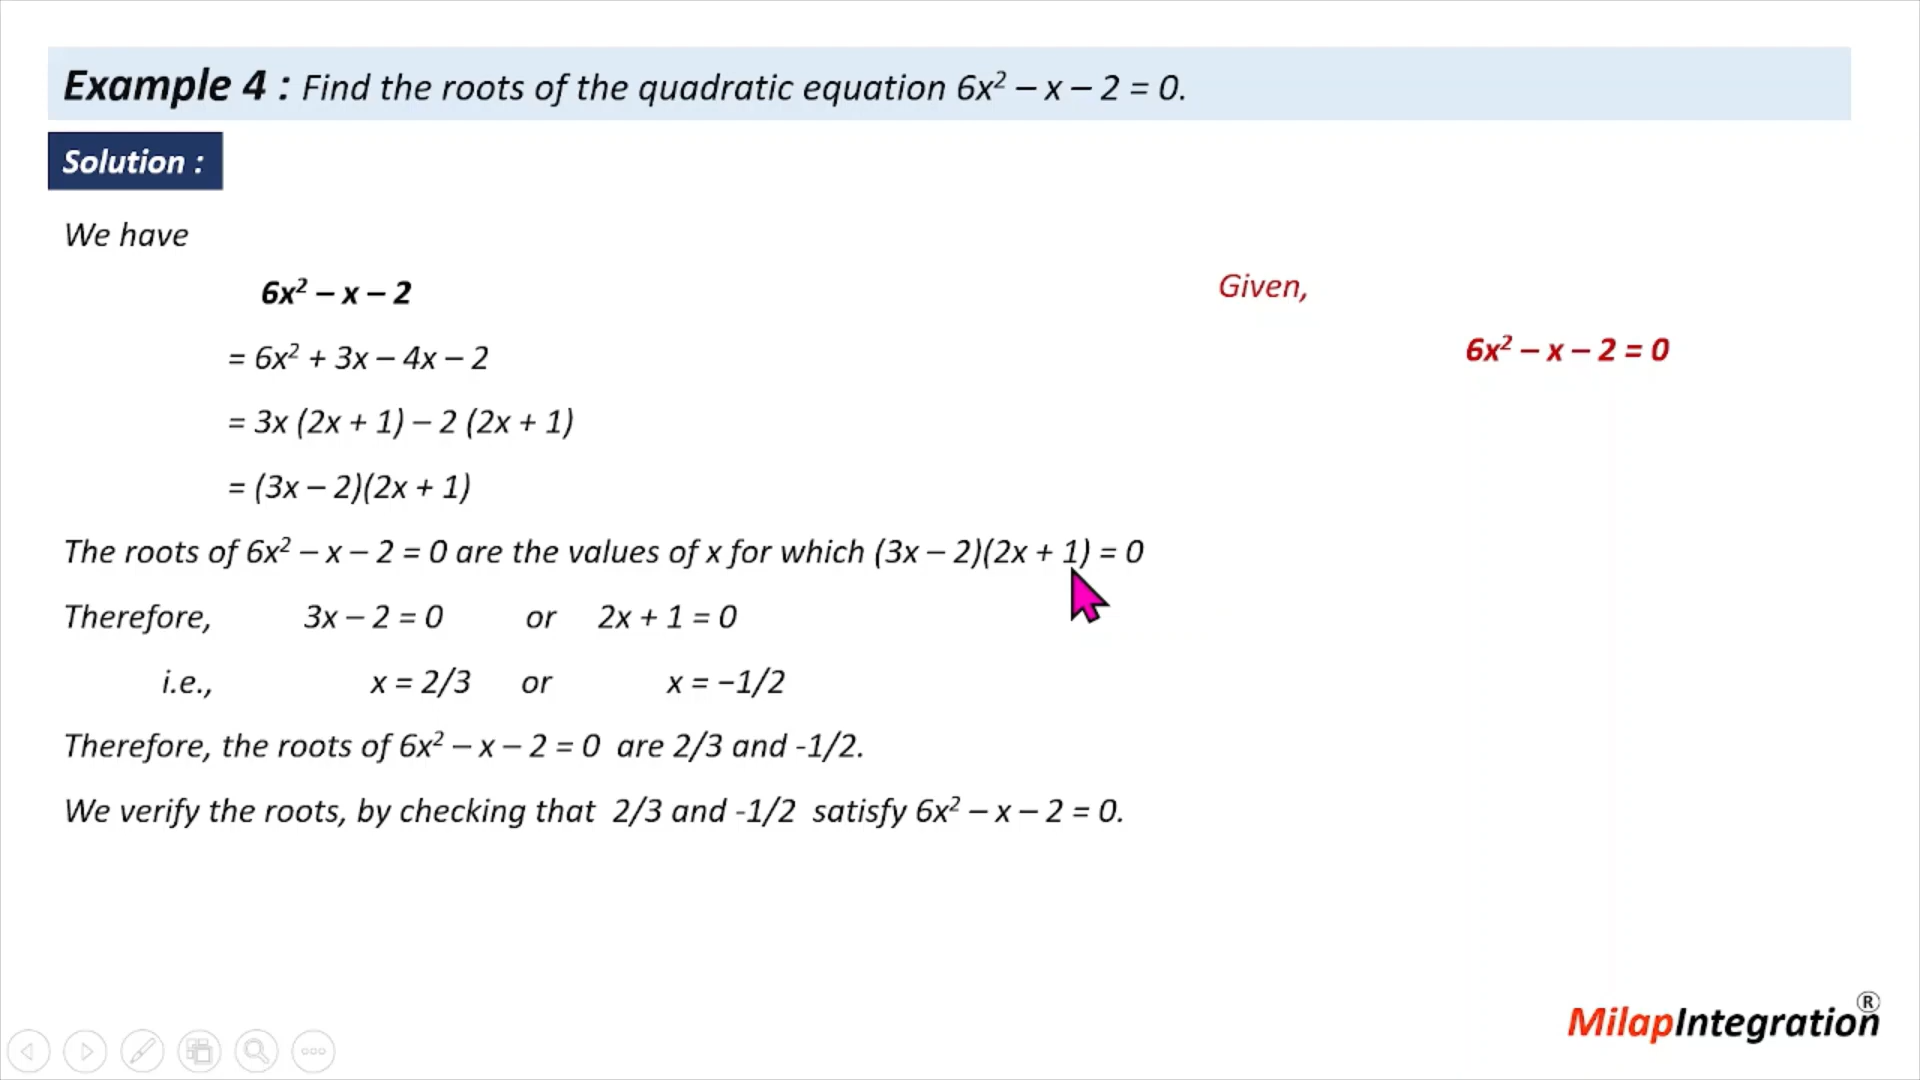 Example 4 : Find the roots of the quadratic equation 6x² – x – 2 = 0.
Solution :
We have
6x² – x – 2
= 6x² + 3x – 4x – 2
= 3x (2x + 1) – 2 (2x + 1)
= (3x – 2)(2x + 1)
The roots of 6x² – x – 2 = 0 are the values of x for which (3x – 2)(2x + 1) = 0
Therefore, 3x – 2 = 0 or 2x + 1 = 0
i.e., x = 2/3 or x = −1/2
Therefore, the roots of 6x² – x – 2 = 0 are 2/3 and -1/2.
We verify the roots, by checking that 2/3 and -1/2 satisfy 6x² – x – 2 = 0.
Given,
6x² – x – 2 = 0
MilapIntegration®